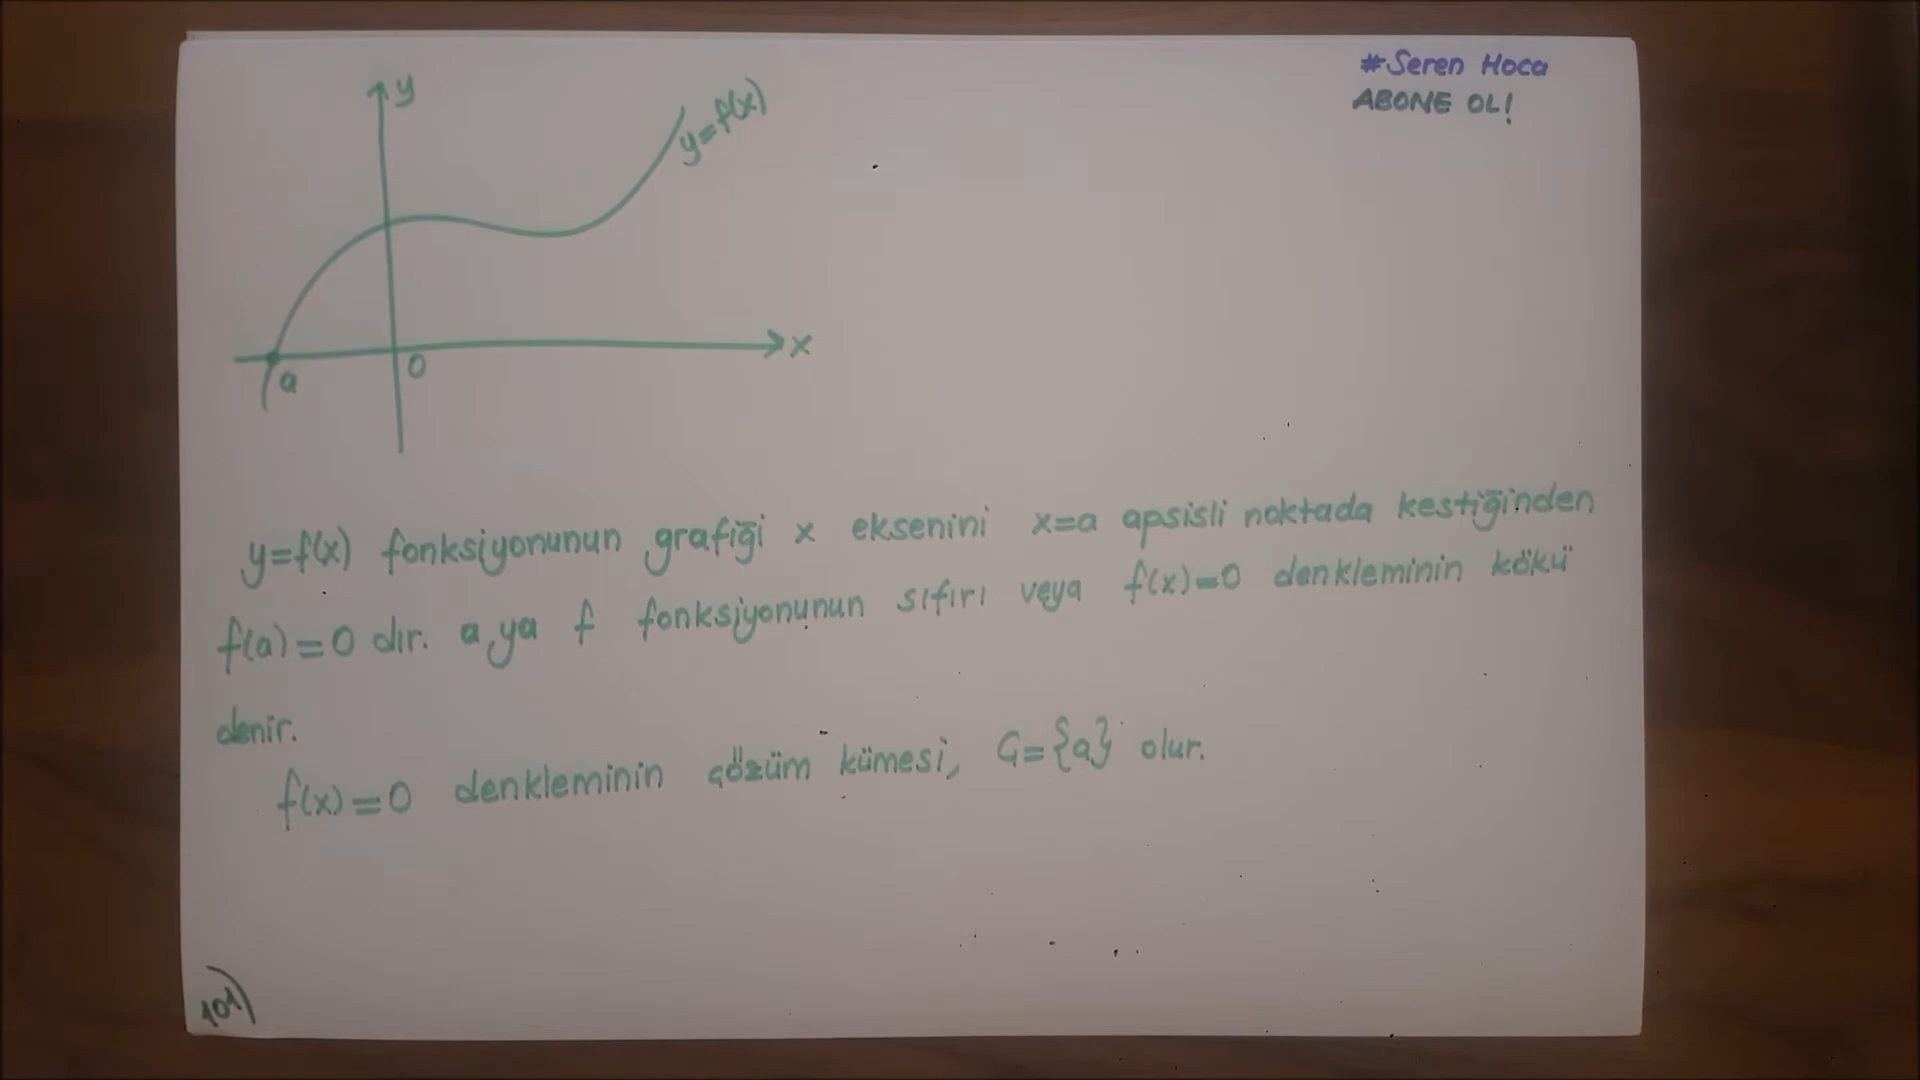 #Seren Hoca
ABONE OL!
y
y=f(x)
x
a
0
y=f(x) fonksiyonunun grafiği x eksenini x=a apsisli noktada kestiğinden
f(a)=0 dır. a ya f fonksiyonunun sıfırı veya f(x)=0 denkleminin kökü
denir.
f(x)=0 denkleminin çözüm kümesi, Ç={a} olur.
101)